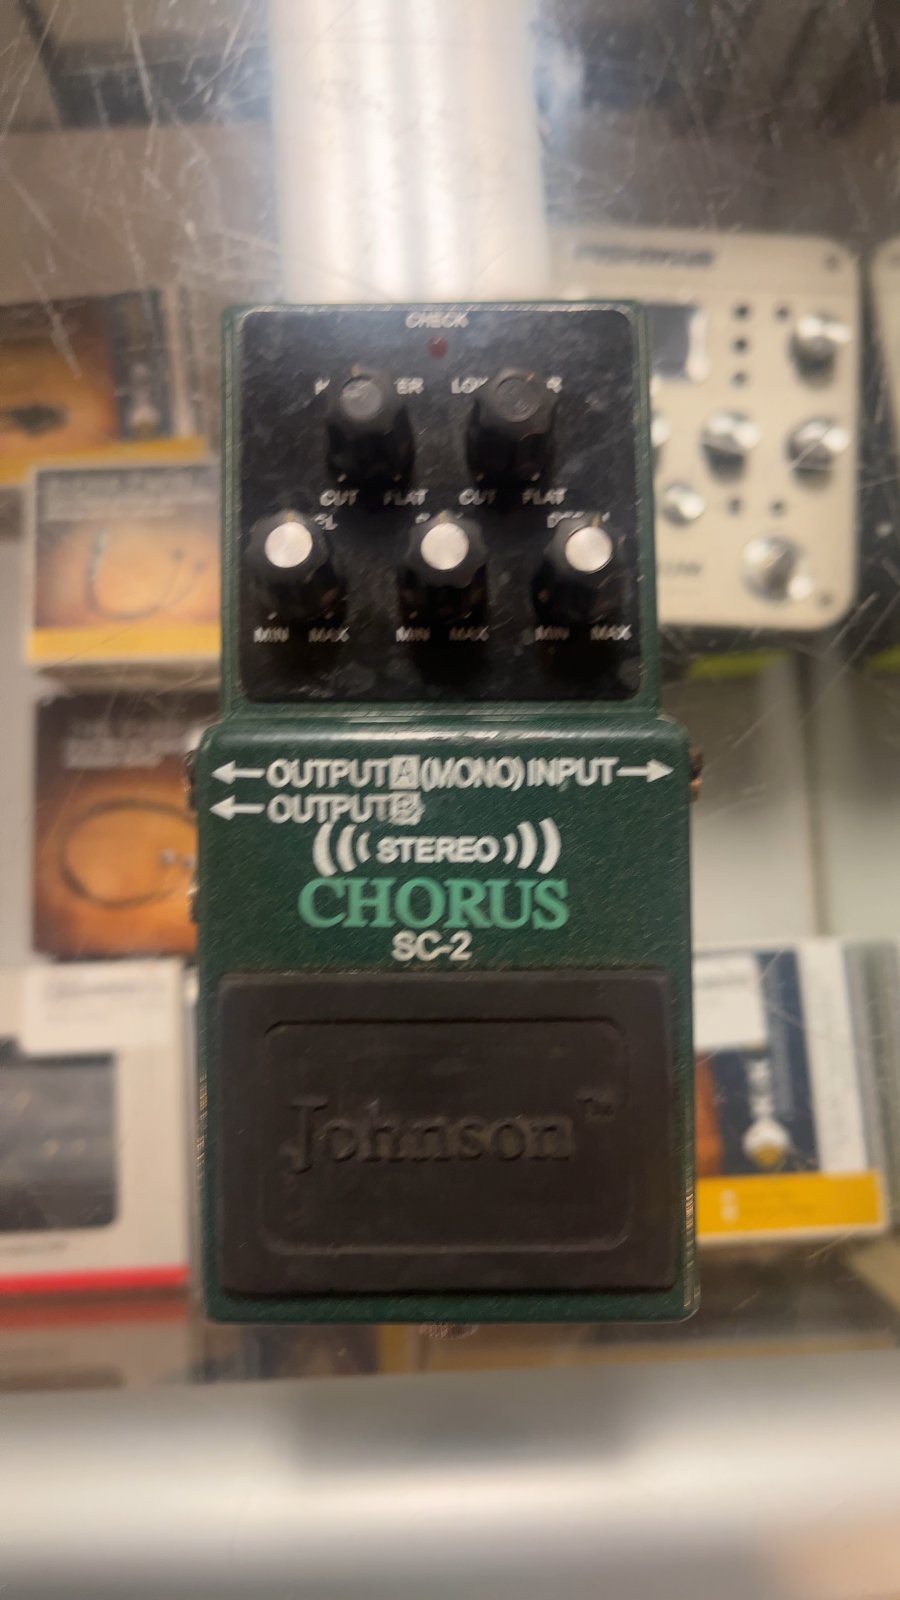 CHECK
CUT FLAT CUT FLAT
MIN MAX MIN MAX MIN MAX
←OUTPUT A (MONO) INPUT→
←OUTPUT B
STEREO
CHORUS
SC-2
Johnson™